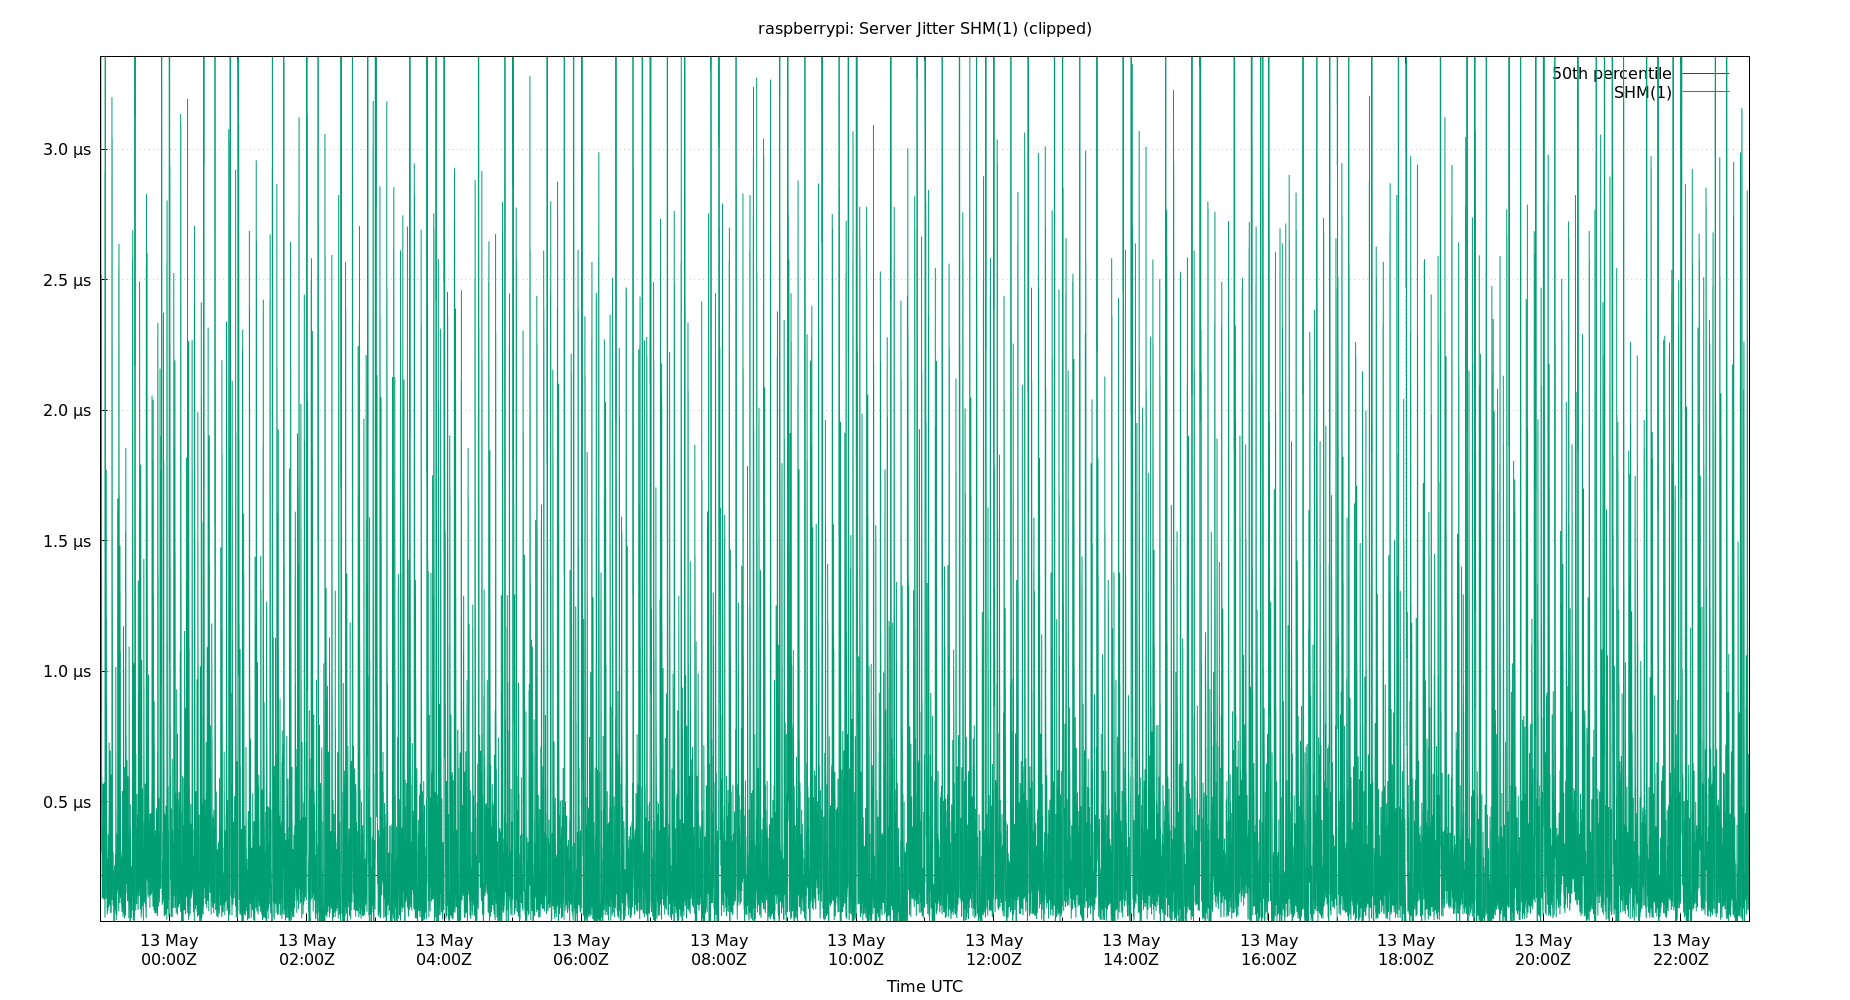 raspberrypi: Server Jitter SHM(1) (clipped)
50th percentile
SHM(1)
3.0 µs
2.5 µs
2.0 µs
1.5 µs
1.0 µs
0.5 µs
13 May 13 May 13 May 13 May 13 May 13 May 13 May 13 May 13 May 13 May 13 May 13 May
00:00Z 02:00Z 04:00Z 06:00Z 08:00Z 10:00Z 12:00Z 14:00Z 16:00Z 18:00Z 20:00Z 22:00Z
Time UTC